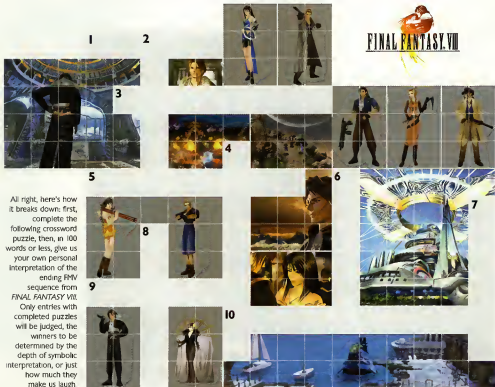 1
2
FINAL FANTASY VIII
3
4
5
6
7
All right, here's how
it breaks down: first,
complete the
following crossword
puzzle, then, in 100
words or less, give us
your own personal
interpretation of the
ending FMV
sequence from
FINAL FANTASY VIII.
Only entries with
completed puzzles
will be judged, the
winners to be
determined by the
depth of symbolic
interpretation, or just
how much they
make us laugh.
8
9
10